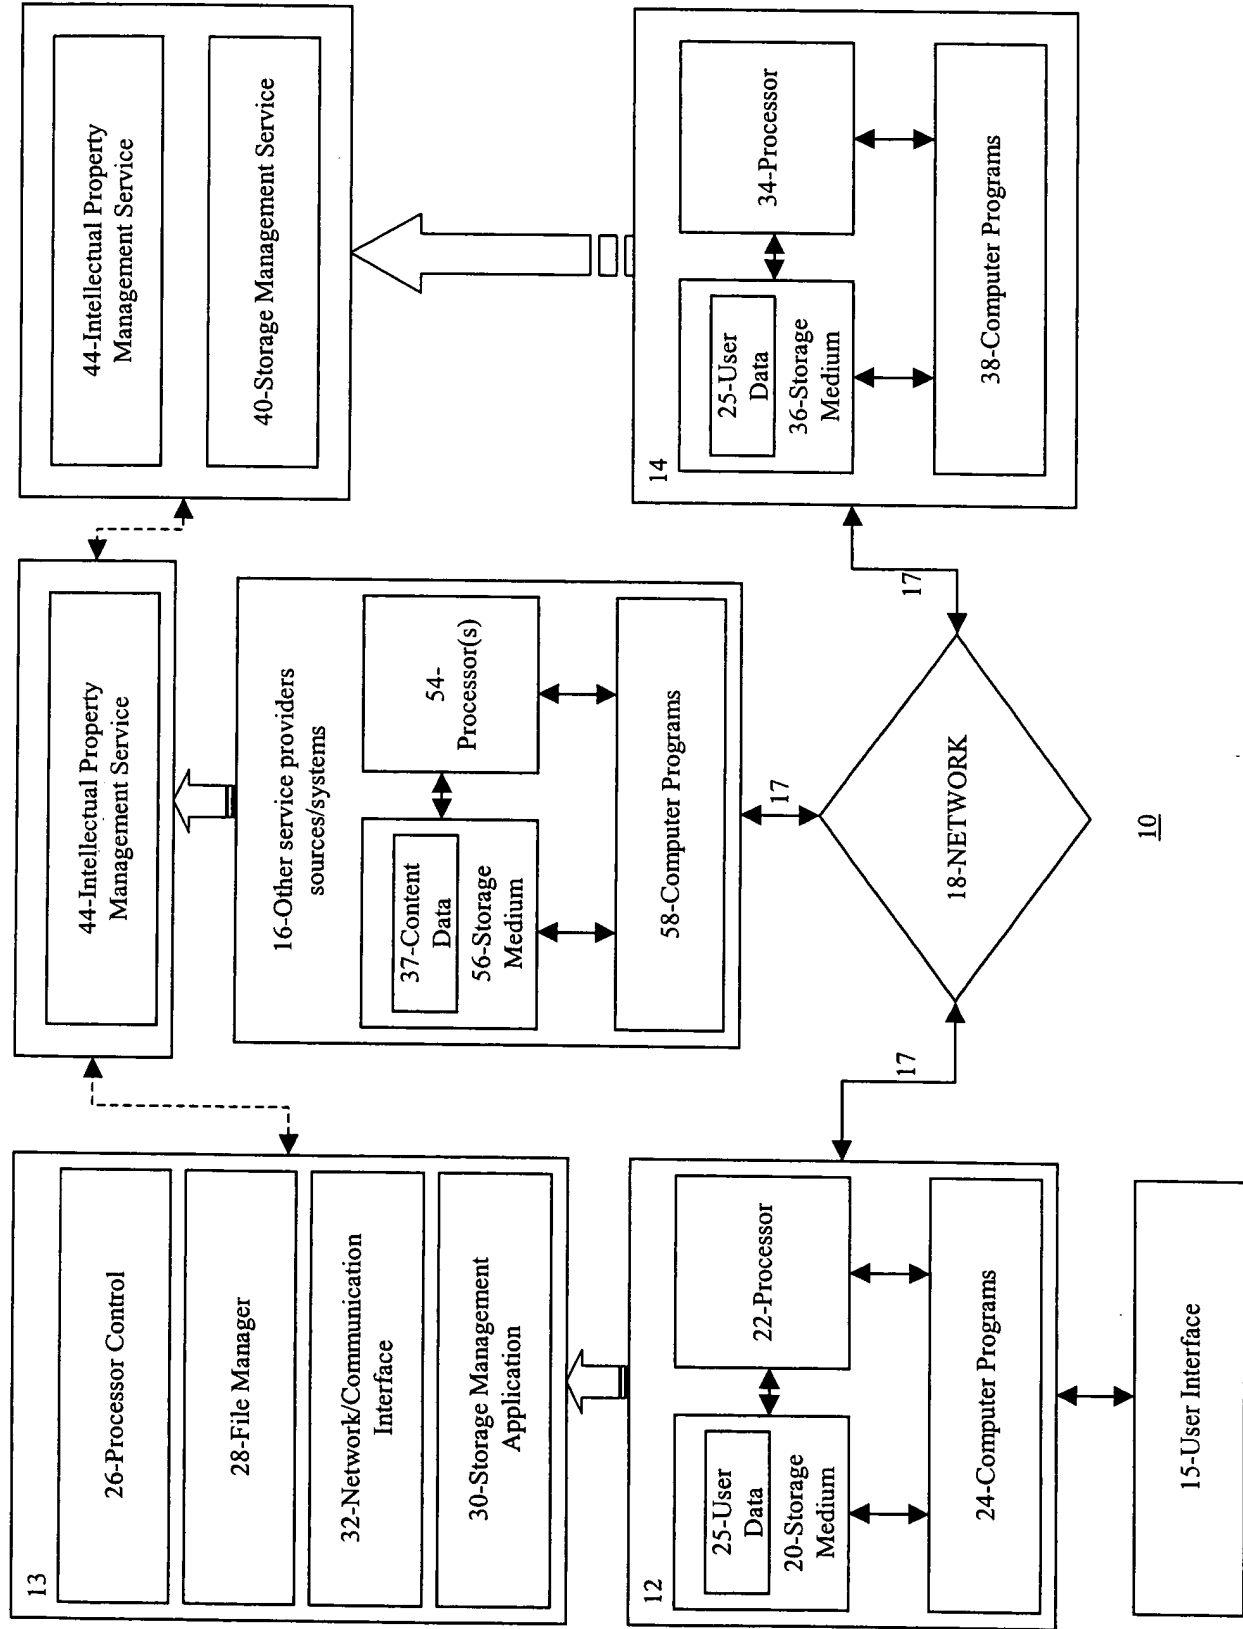 13
26-Processor Control
28-File Manager
32-Network/Communication
Interface
30-Storage Management
Application
44-Intellectual Property
Management Service
44-Intellectual Property
Management Service
40-Storage Management Service
12
25-User
Data
20-Storage
Medium
22-Processor
24-Computer Programs
15-User Interface
16-Other service providers
sources/systems
37-Content
Data
56-Storage
Medium
54-
Processor(s)
58-Computer Programs
14
25-User
Data
36-Storage
Medium
34-Processor
38-Computer Programs
17
17
17
18-NETWORK
10